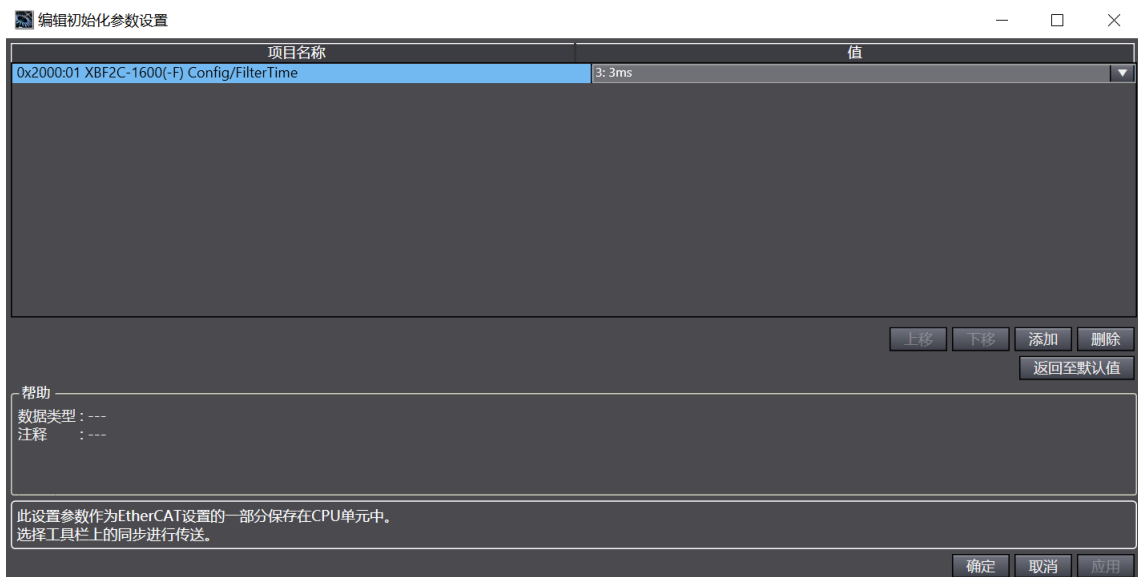 编辑初始化参数设置
项目名称 值
0x2000:01 XBF2C-1600(-F) Config/FilterTime 3: 3ms
上移 下移 添加 删除
返回至默认值
帮助
数据类型 : ---
注释 : ---
此设置参数作为EtherCAT设置的一部分保存在CPU单元中。
选择工具栏上的同步进行传送。
确定 取消 应用